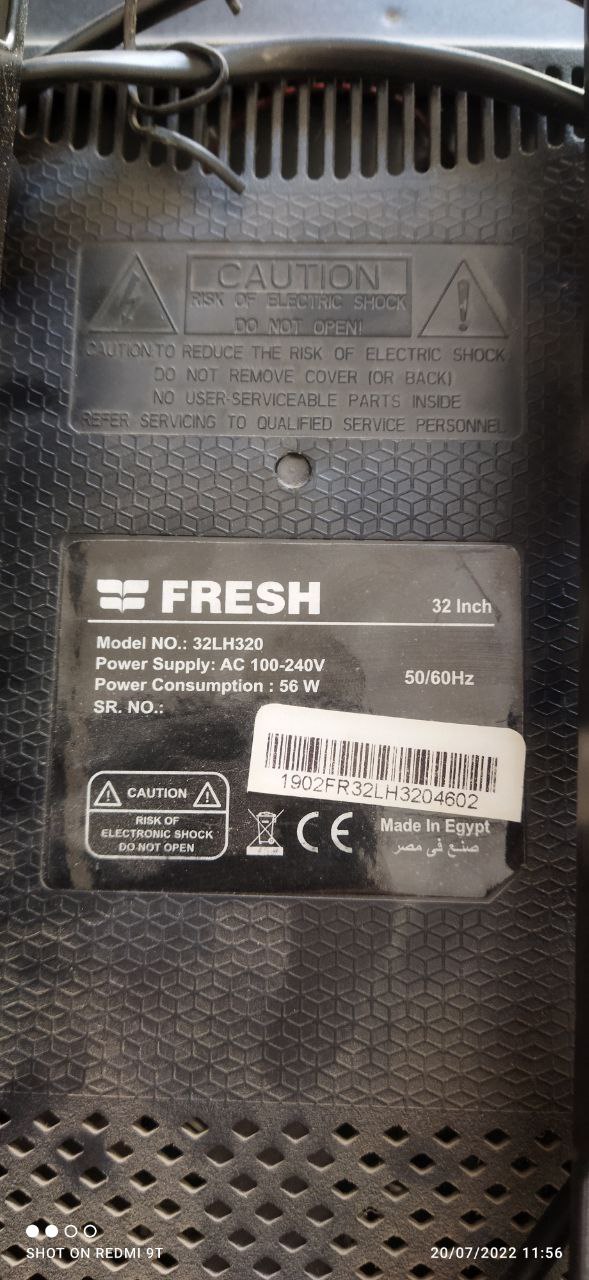 CAUTION
RISK OF ELECTRIC SHOCK
DO NOT OPEN!
CAUTION TO REDUCE THE RISK OF ELECTRIC SHOCK
DO NOT REMOVE COVER (OR BACK)
NO USER-SERVICEABLE PARTS INSIDE
REFER SERVICING TO QUALIFIED SERVICE PERSONNEL
FRESH
32 Inch
Model NO.: 32LH320
Power Supply: AC 100-240V
50/60Hz
Power Consumption : 56 W
SR. NO.:
1902FR32LH3204602
CAUTION
RISK OF
ELECTRONIC SHOCK
DO NOT OPEN
CE
Made In Egypt
صنع في مصر
SHOT ON REDMI 9T
20/07/2022 11:56